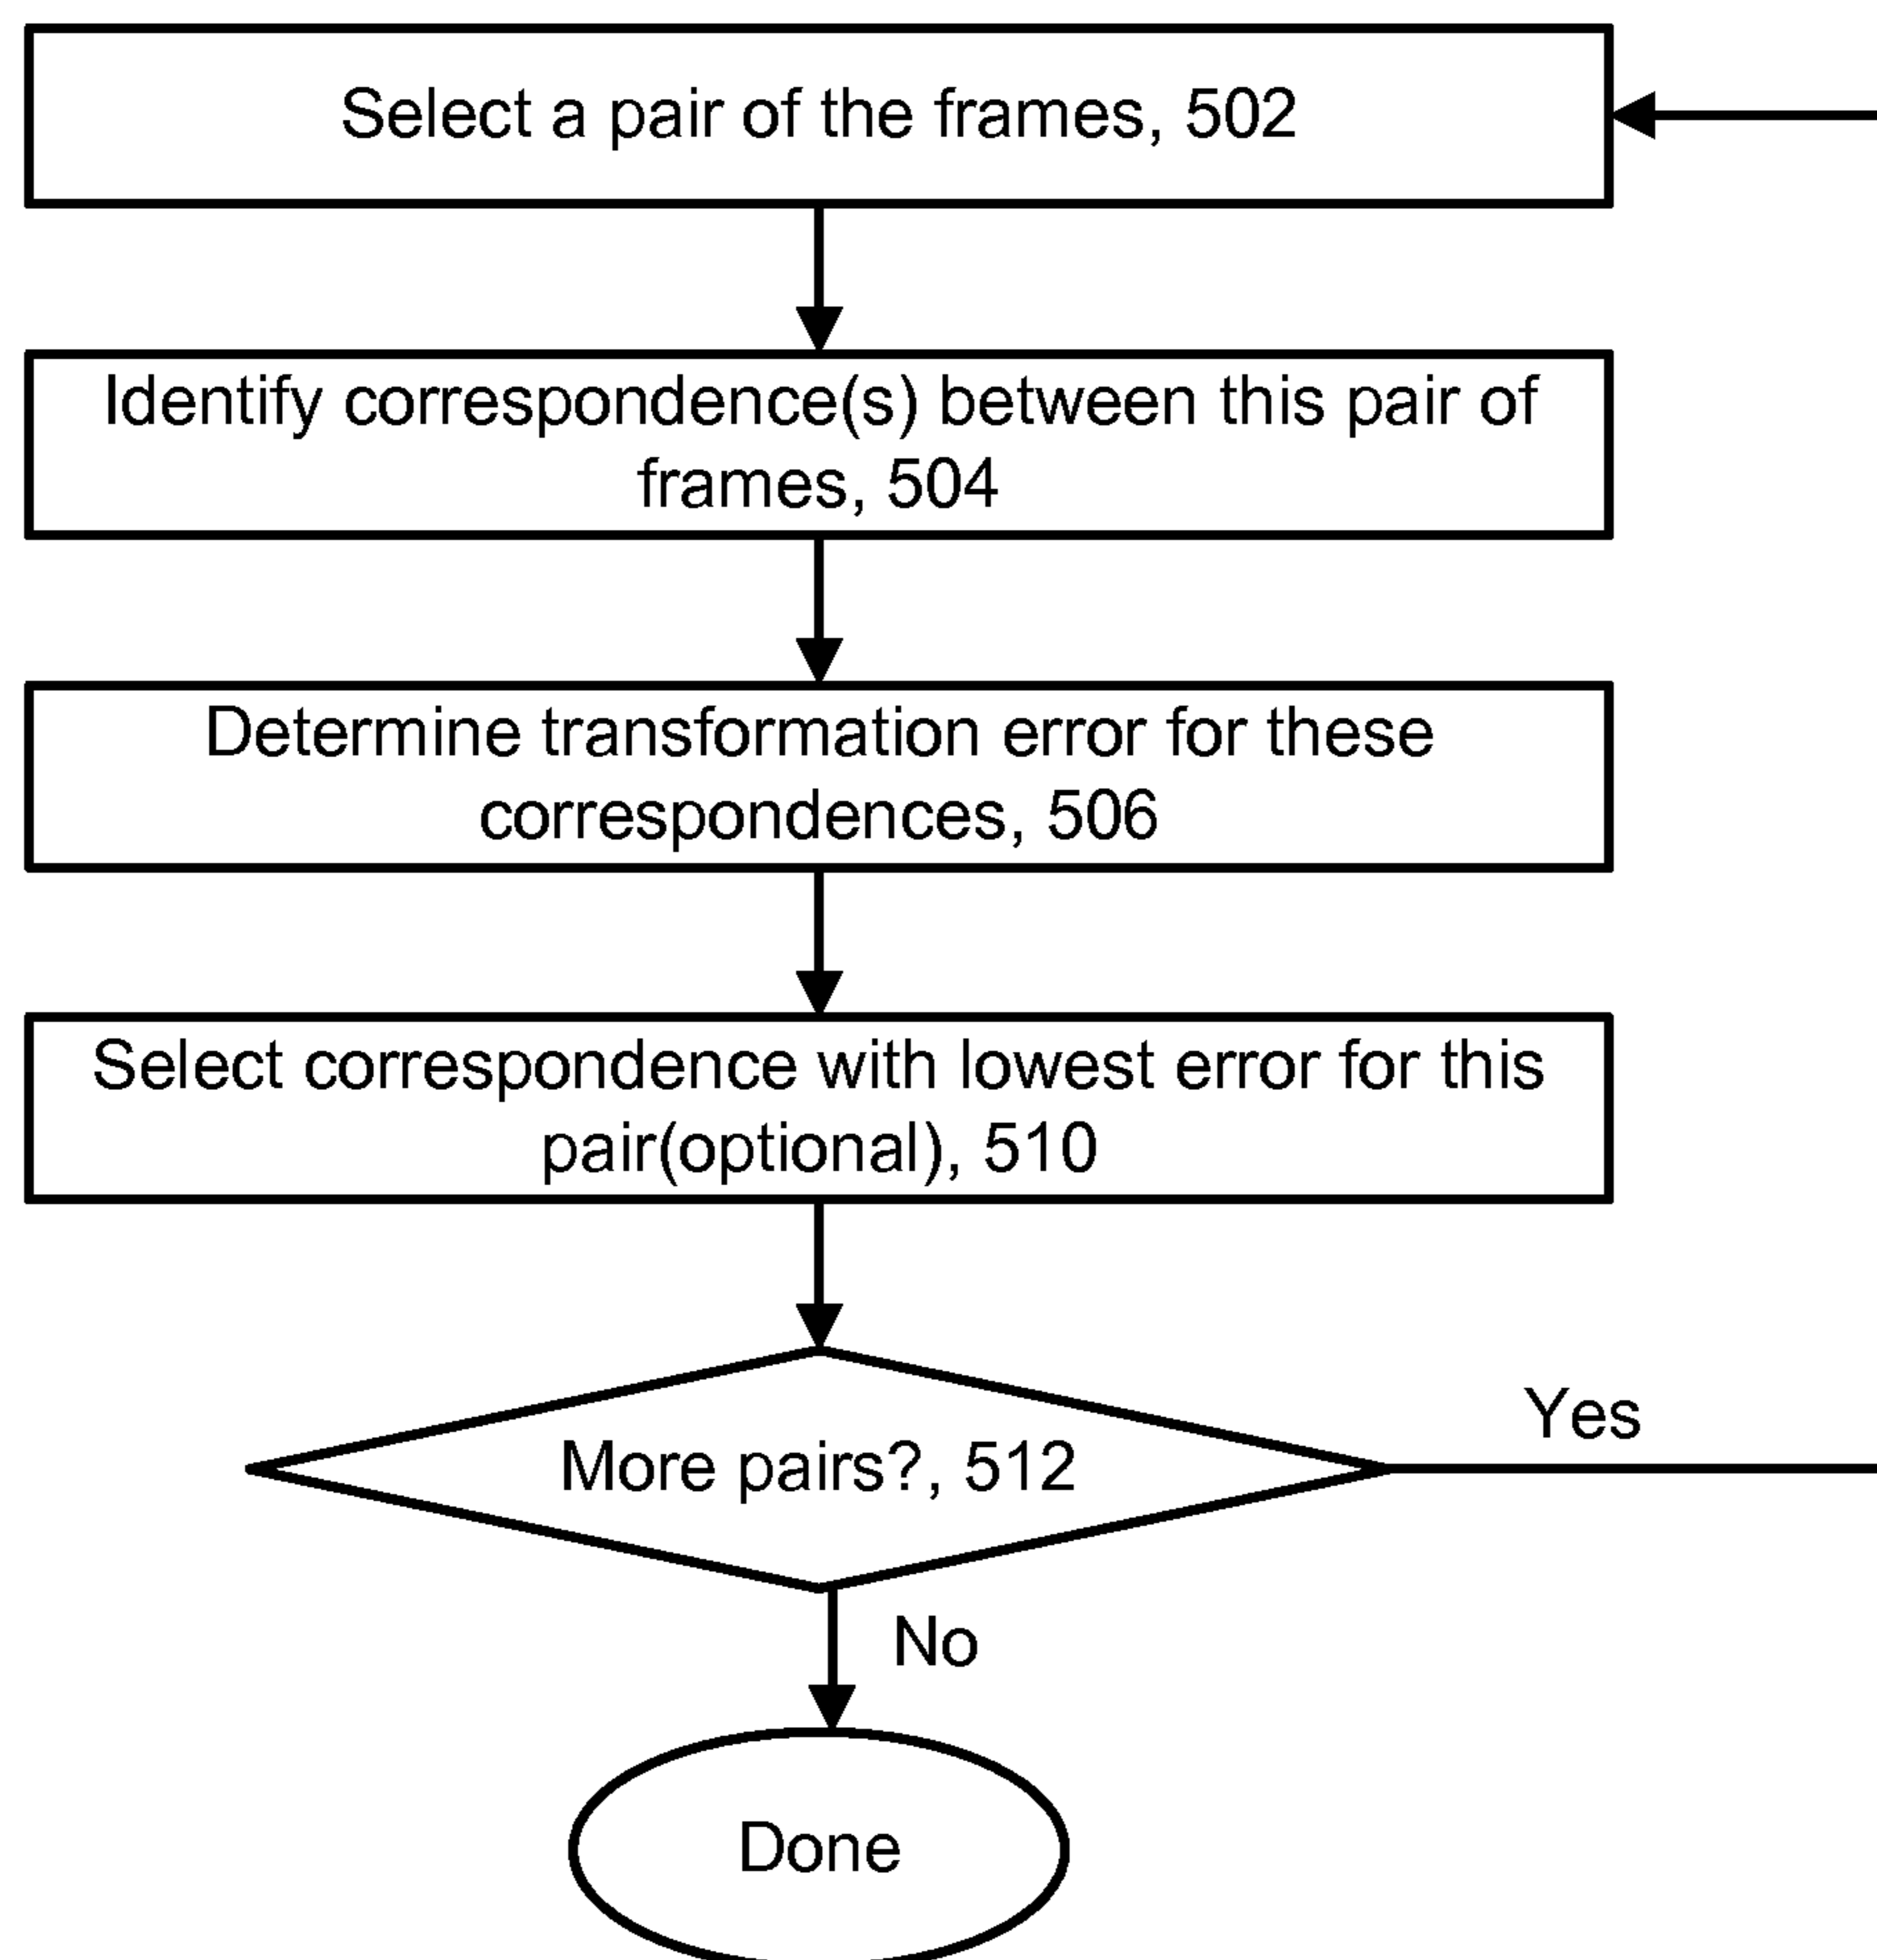 Select a pair of the frames, 502
Identify correspondence(s) between this pair of
frames, 504
Determine transformation error for these
correspondences, 506
Select correspondence with lowest error for this
pair(optional), 510
More pairs?, 512
Yes
No
Done